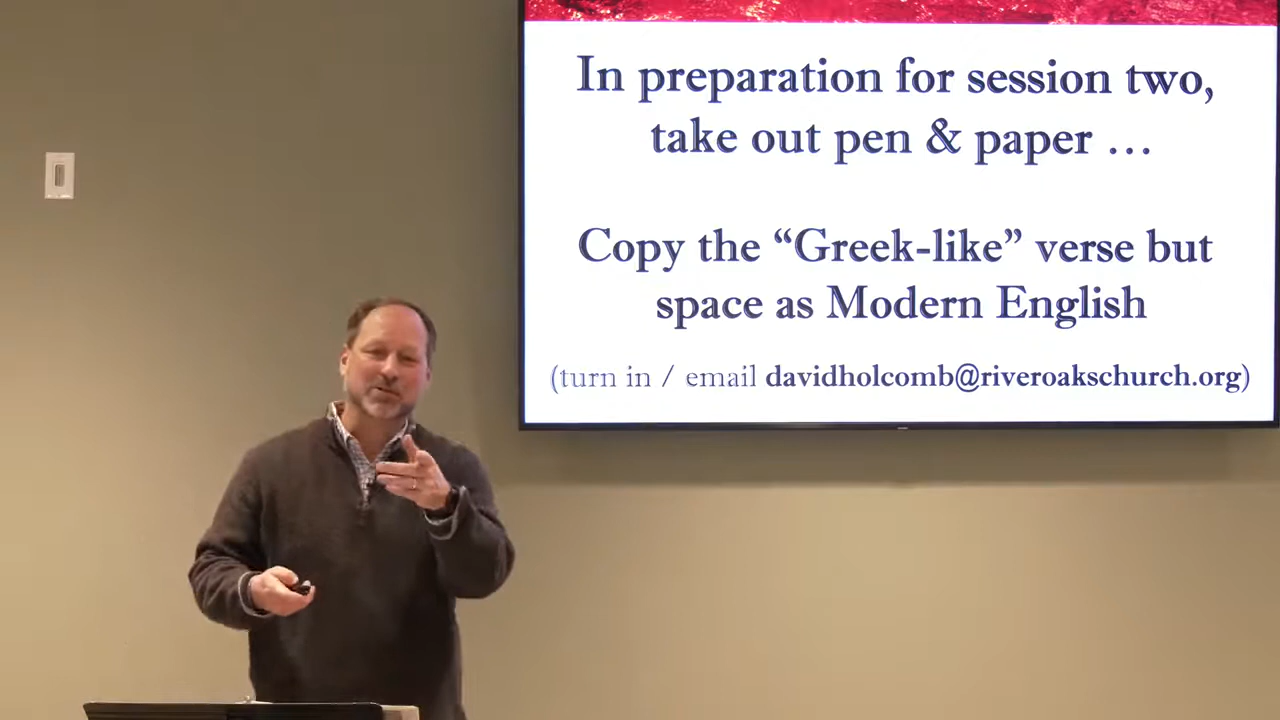 In preparation for session two,
take out pen & paper …
Copy the “Greek-like” verse but
space as Modern English
(turn in / email davidholcomb@riveroakschurch.org)